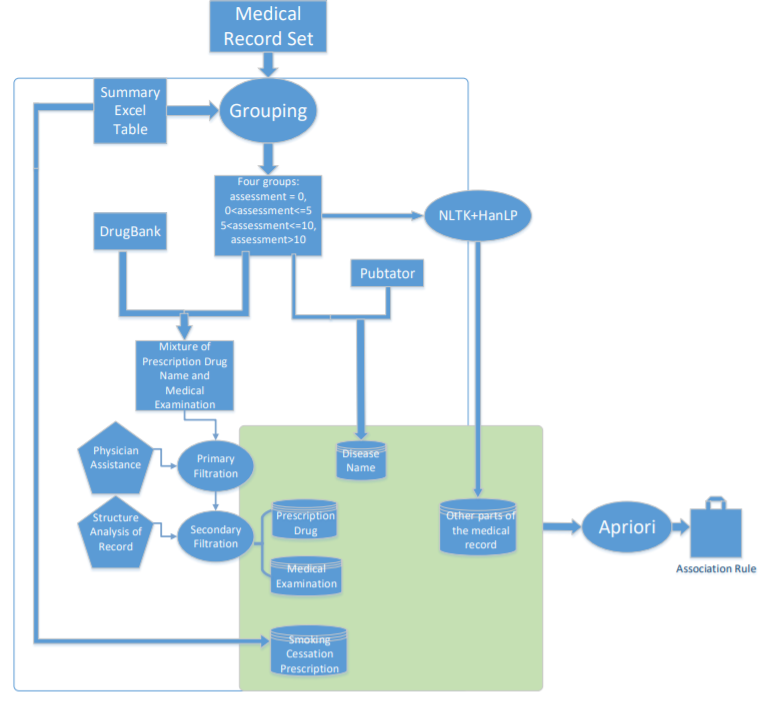 Medical
Record Set
Summary
Excel
Table
Grouping
Four groups:
assessment = 0,
0<assessment<=5
5<assessment<=10,
assessment>10
NLTK+HanLP
DrugBank
Pubtator
Mixture of
Prescription Drug
Name and
Medical
Examination
Physician
Assistance
Primary
Filtration
Disease
Name
Structure
Analysis of
Record
Secondary
Filtration
Prescription
Drug
Medical
Examination
Other parts of
the medical
record
Apriori
Association Rule
Smoking
Cessation
Prescription